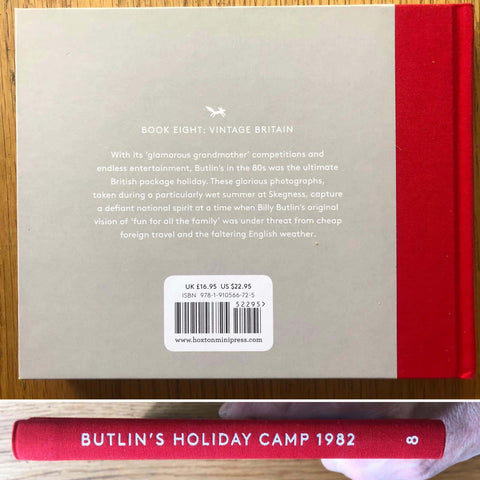 BOOK EIGHT: VINTAGE BRITAIN
With its 'glamorous grandmother' competitions and
endless entertainment, Butlin's in the 80s was the ultimate
British package holiday. These glorious photographs,
taken during a particularly wet summer at Skegness, capture
a defiant national spirit at a time when Billy Butlin's original
vision of 'fun for all the family' was under threat from cheap
foreign travel and the faltering English weather.
UK £16.95 US $22.95
ISBN 978-1-910566-72-5
52295>
www.hoxtonminipress.com
BUTLIN'S HOLIDAY CAMP 1982 8